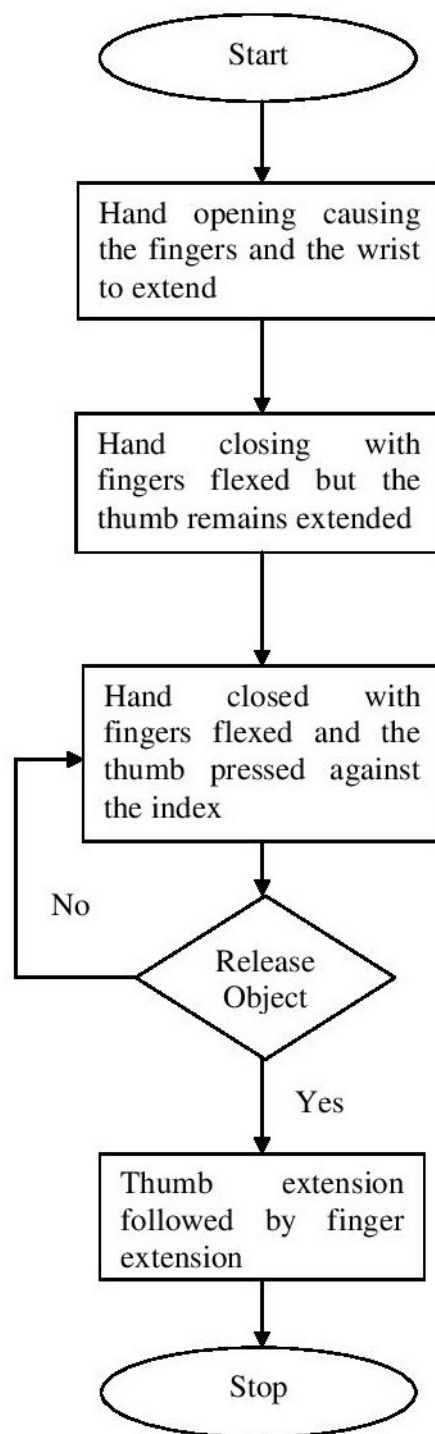 Start
Hand opening causing
the fingers and the wrist
to extend
Hand closing with
fingers flexed but the
thumb remains extended
Hand closed with
fingers flexed and the
thumb pressed against
the index
No
Release
Object
Yes
Thumb extension
followed by finger
extension
Stop